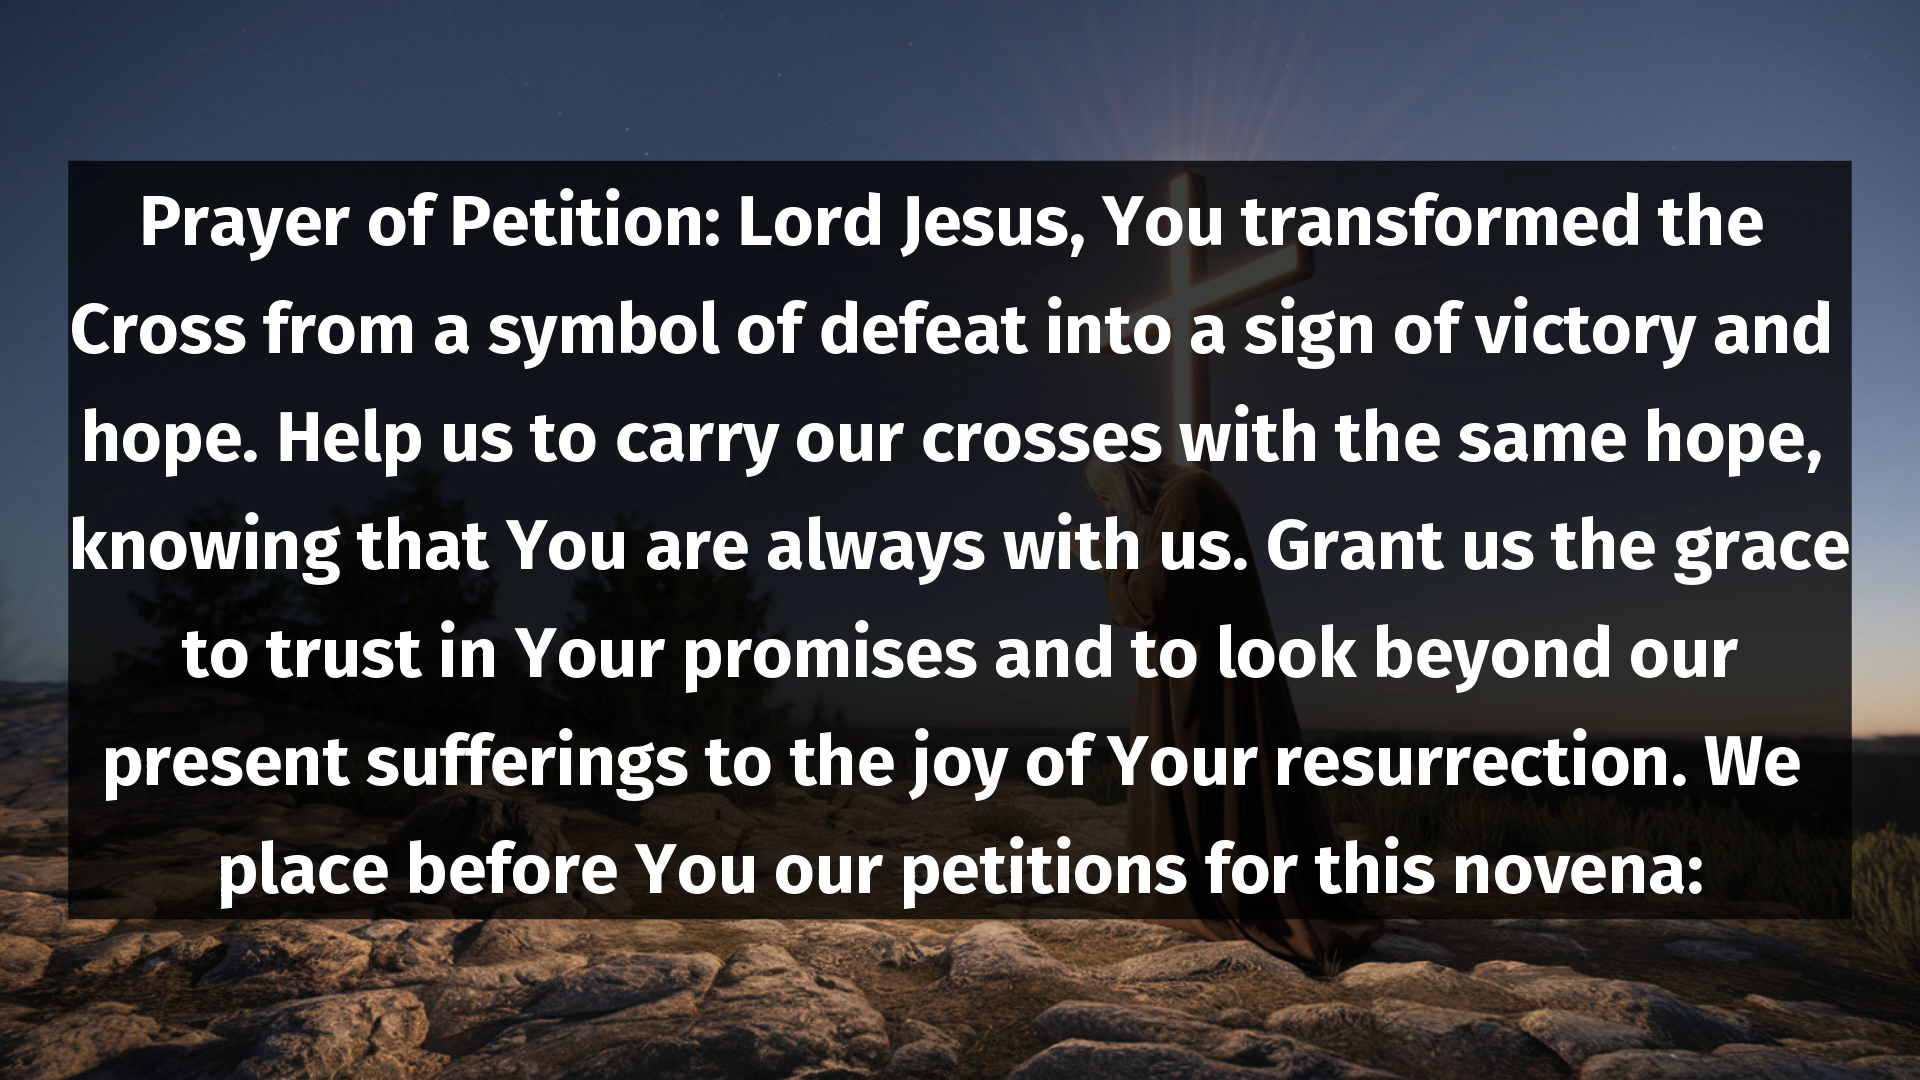 Prayer of Petition: Lord Jesus, You transformed the
Cross from a symbol of defeat into a sign of victory and
hope. Help us to carry our crosses with the same hope,
knowing that You are always with us. Grant us the grace
to trust in Your promises and to look beyond our
present sufferings to the joy of Your resurrection. We
place before You our petitions for this novena: